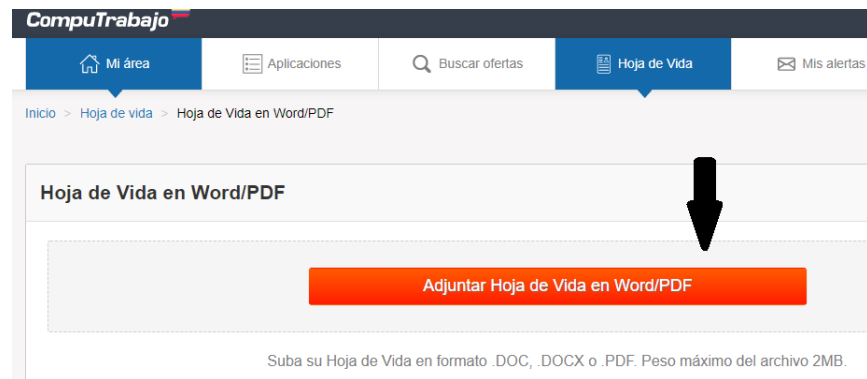 CompuTrabajo
Mi área Aplicaciones Buscar ofertas Hoja de Vida Mis alertas
Inicio > Hoja de vida > Hoja de Vida en Word/PDF
Hoja de Vida en Word/PDF
Adjuntar Hoja de Vida en Word/PDF
Suba su Hoja de Vida en formato .DOC, .DOCX o .PDF. Peso máximo del archivo 2MB.